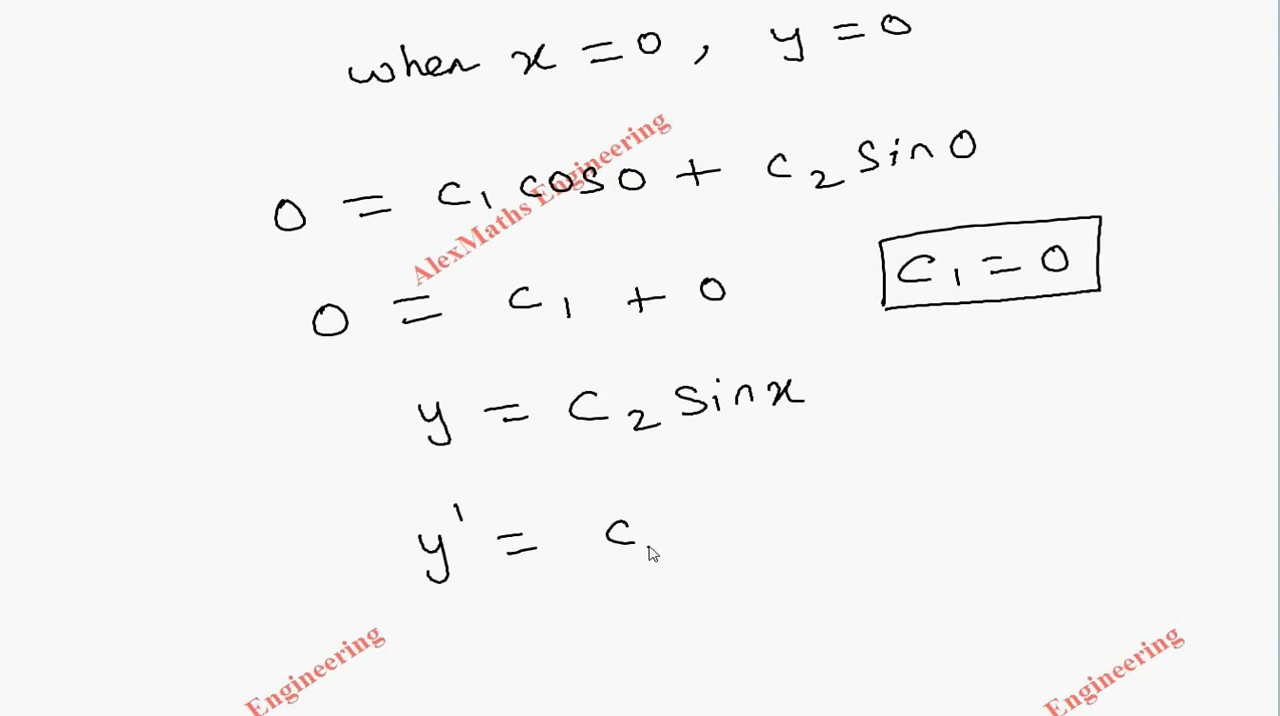 when x = 0, y = 0
0 = c₁ cos 0 + c₂ sin 0
AlexMaths Engineering
c₁ = 0
0 = c₁ + 0
y = c₂ sin x
y' = c
Engineering
Engineering